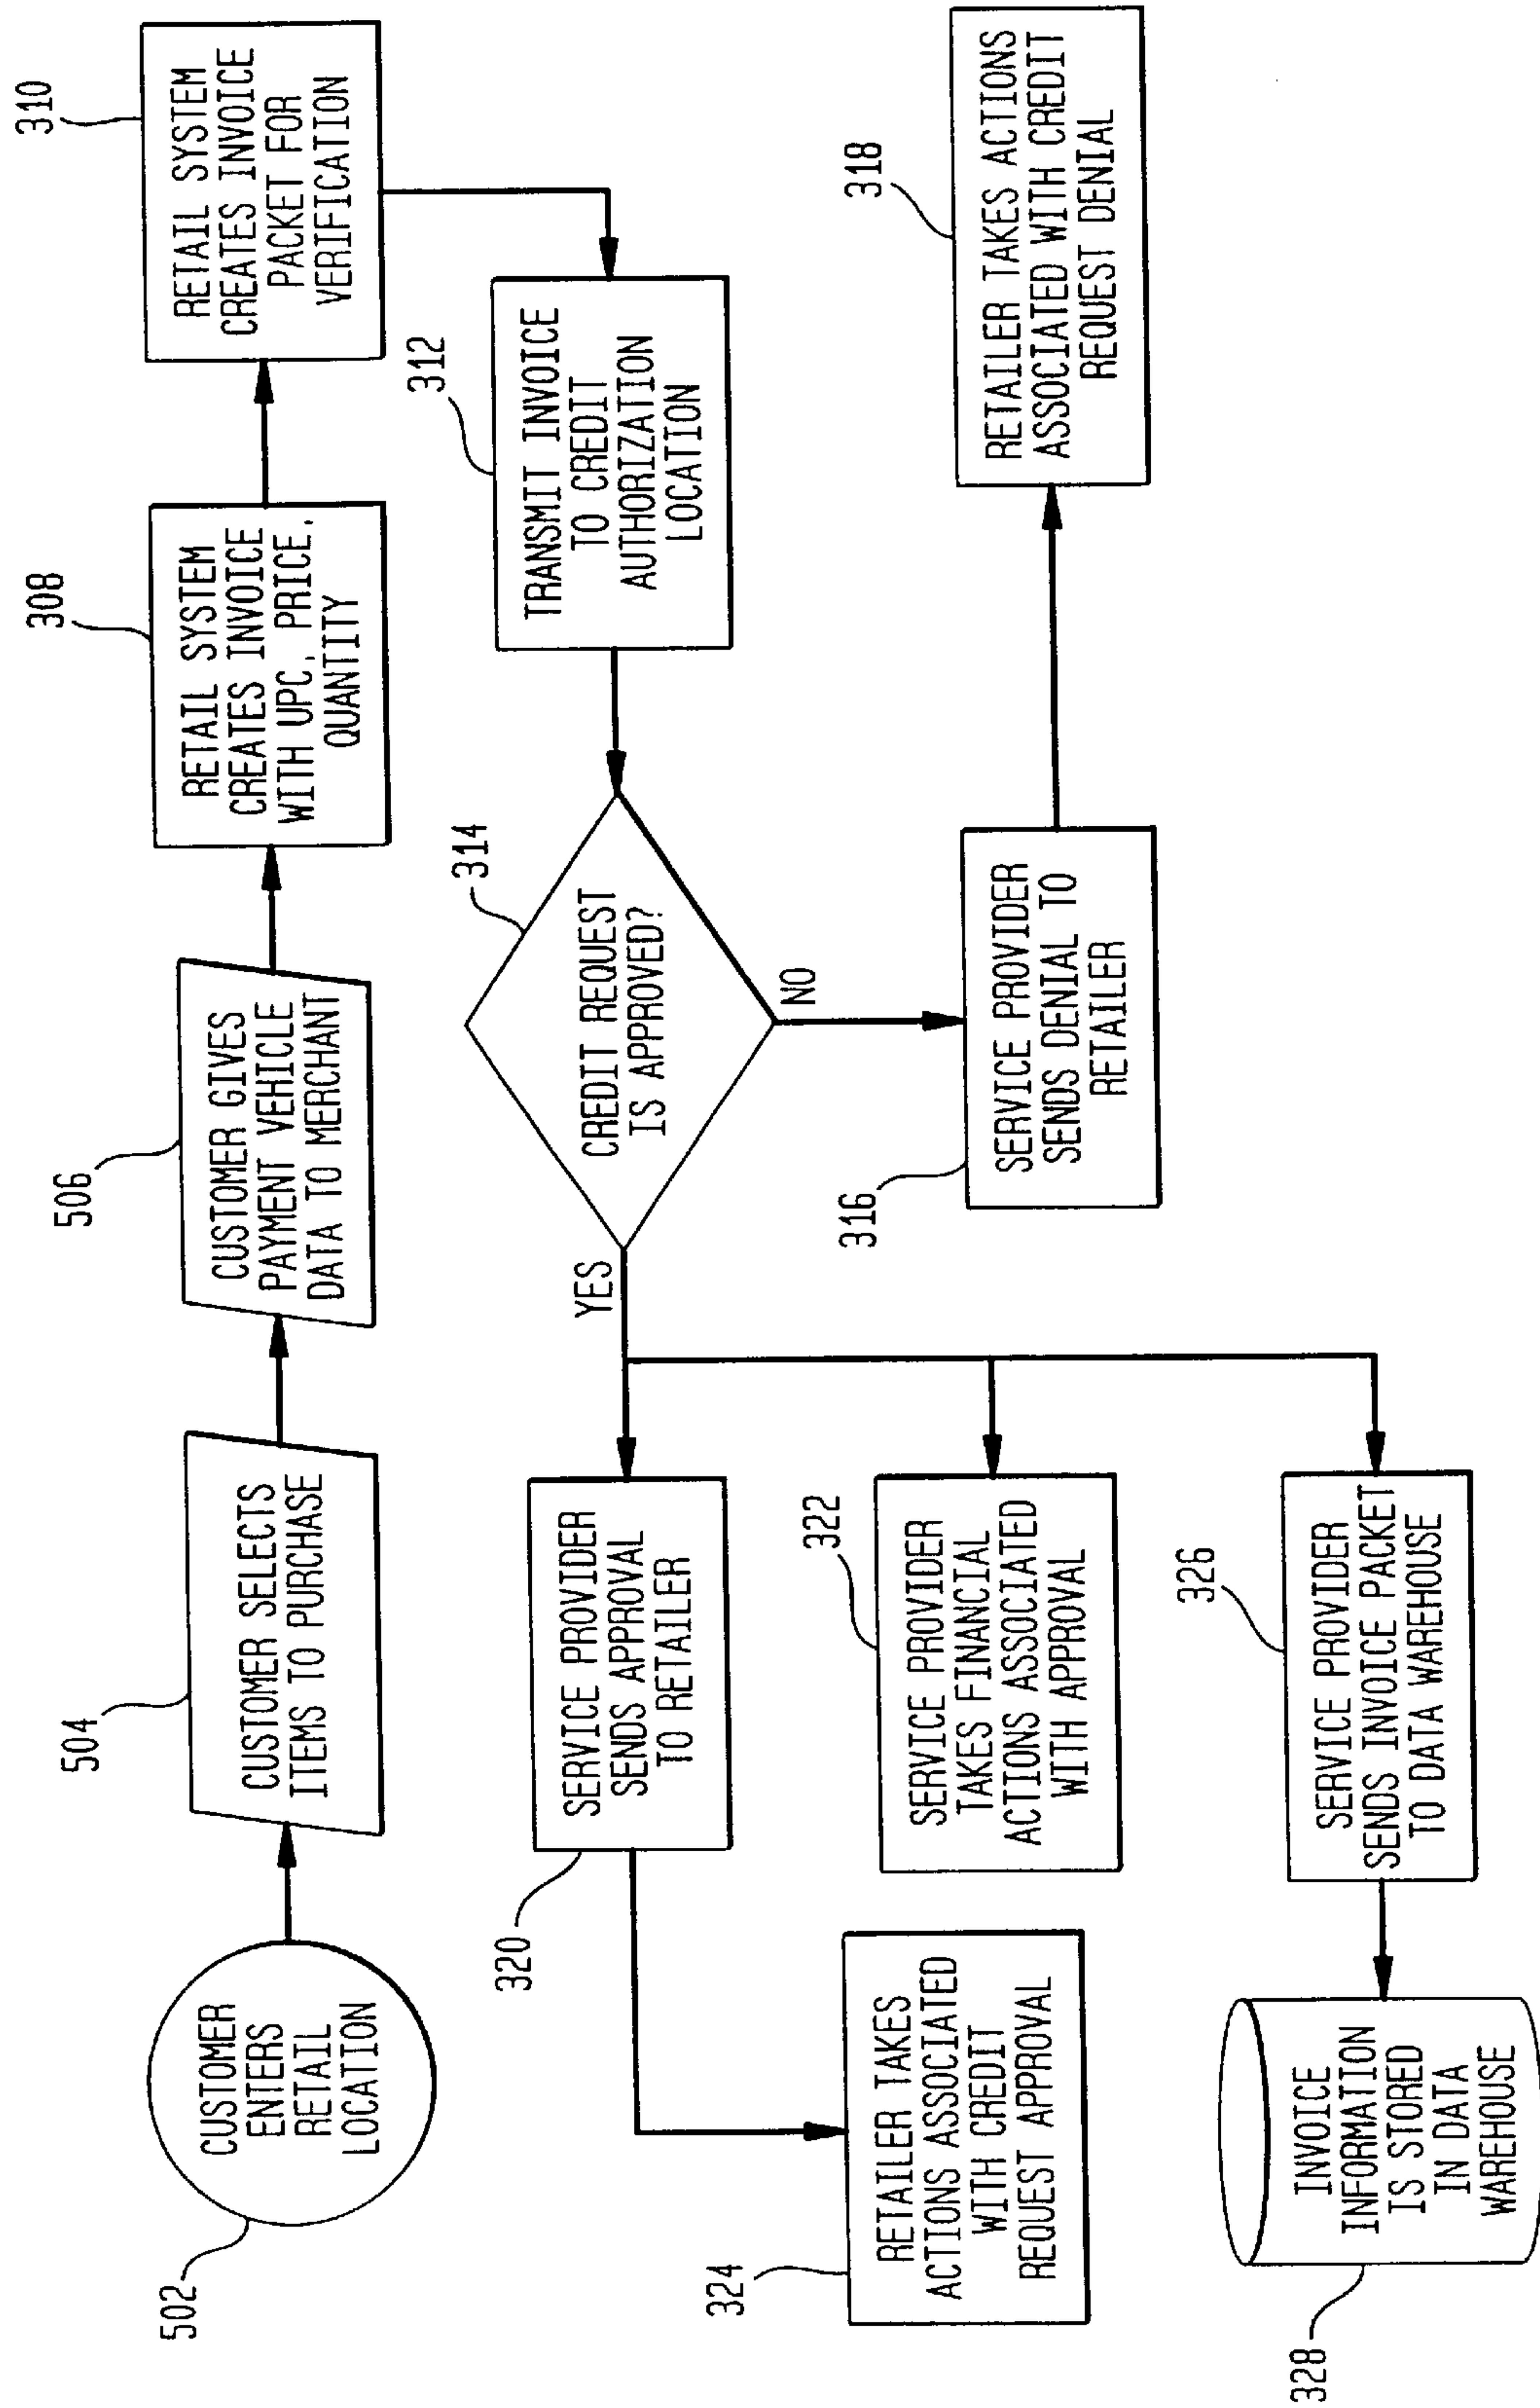 502
CUSTOMER
ENTERS
RETAIL
LOCATION
504
CUSTOMER SELECTS
ITEMS TO PURCHASE
506
CUSTOMER GIVES
PAYMENT VEHICLE
DATA TO MERCHANT
308
RETAIL SYSTEM
CREATES INVOICE
WITH UPC, PRICE,
QUANTITY
310
RETAIL SYSTEM
CREATES INVOICE
PACKET FOR
VERIFICATION
312
TRANSMIT INVOICE
TO CREDIT
AUTHORIZATION
LOCATION
314
CREDIT REQUEST
IS APPROVED?
YES
NO
316
SERVICE PROVIDER
SENDS DENIAL TO
RETAILER
318
RETAILER TAKES ACTIONS
ASSOCIATED WITH CREDIT
REQUEST DENIAL
320
SERVICE PROVIDER
SENDS APPROVAL
TO RETAILER
322
SERVICE PROVIDER
TAKES FINANCIAL
ACTIONS ASSOCIATED
WITH APPROVAL
324
RETAILER TAKES
ACTIONS ASSOCIATED
WITH CREDIT
REQUEST APPROVAL
326
SERVICE PROVIDER
SENDS INVOICE PACKET
TO DATA WAREHOUSE
328
INVOICE
INFORMATION
IS STORED
IN DATA
WAREHOUSE